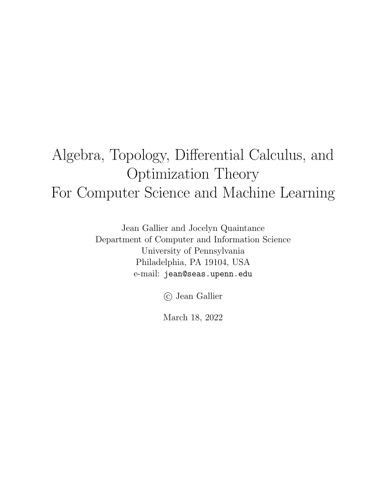 Algebra, Topology, Differential Calculus, and
Optimization Theory
For Computer Science and Machine Learning
Jean Gallier and Jocelyn Quaintance
Department of Computer and Information Science
University of Pennsylvania
Philadelphia, PA 19104, USA
e-mail: jean@seas.upenn.edu
© Jean Gallier
March 18, 2022